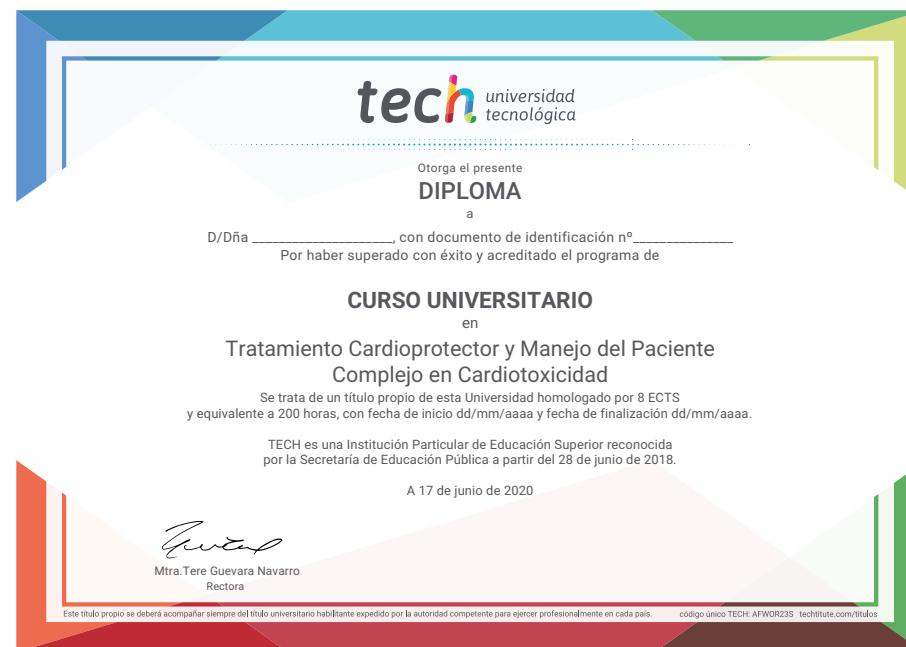 tech universidad
tecnológica
Otorga el presente
DIPLOMA
a
D/Dña _____________________, con documento de identificación nº_______________
Por haber superado con éxito y acreditado el programa de
CURSO UNIVERSITARIO
en
Tratamiento Cardioprotector y Manejo del Paciente
Complejo en Cardiotoxicidad
Se trata de un título propio de esta Universidad homologado por 8 ECTS
y equivalente a 200 horas, con fecha de inicio dd/mm/aaaa y fecha de finalización dd/mm/aaaa.
TECH es una Institución Particular de Educación Superior reconocida
por la Secretaría de Educación Pública a partir del 28 de junio de 2018.
A 17 de junio de 2020
Mtra.Tere Guevara Navarro
Rectora
Este título propio se deberá acompañar siempre del título universitario habilitante expedido por la autoridad competente para ejercer profesionalmente en cada país. código único TECH: AFWOR23S techtitute.com/titulos